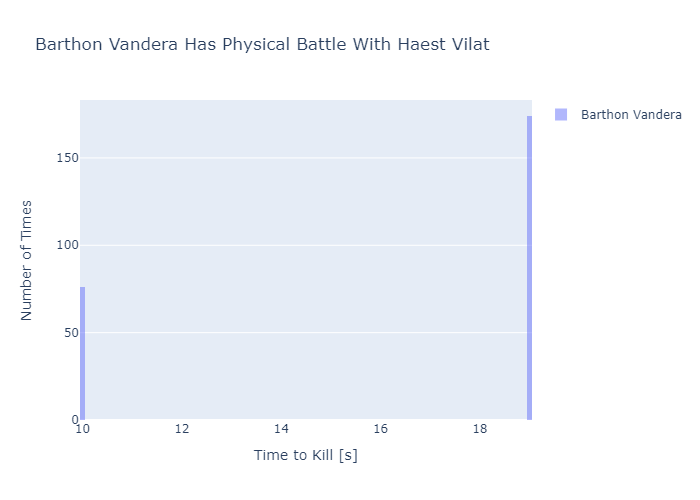 Barthon Vandera Has Physical Battle With Haest Vilat
Barthon Vandera
150
100
50
0
Number of Times
10 12 14 16 18
Time to Kill [s]